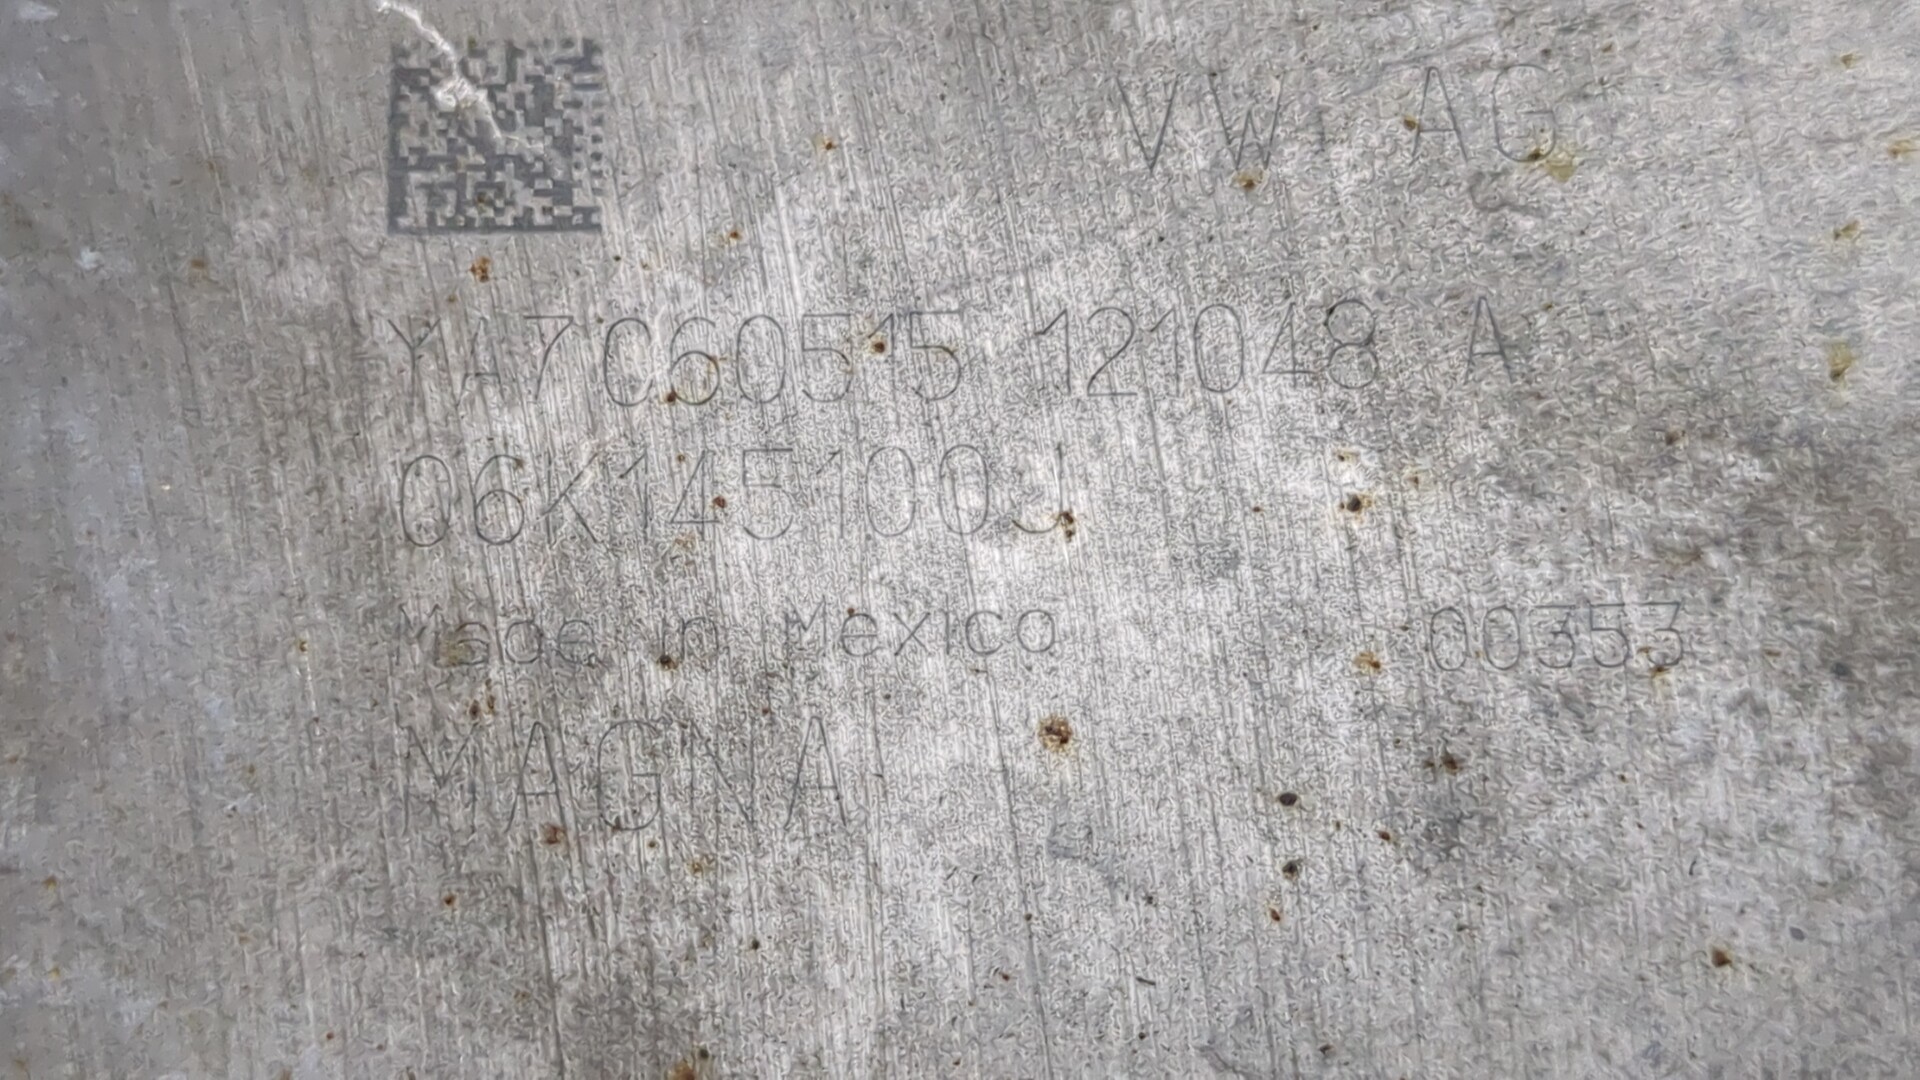 VW AG
YA7C60515 121048 A
06K145100J
Made in Mexico 00353
MAGNA